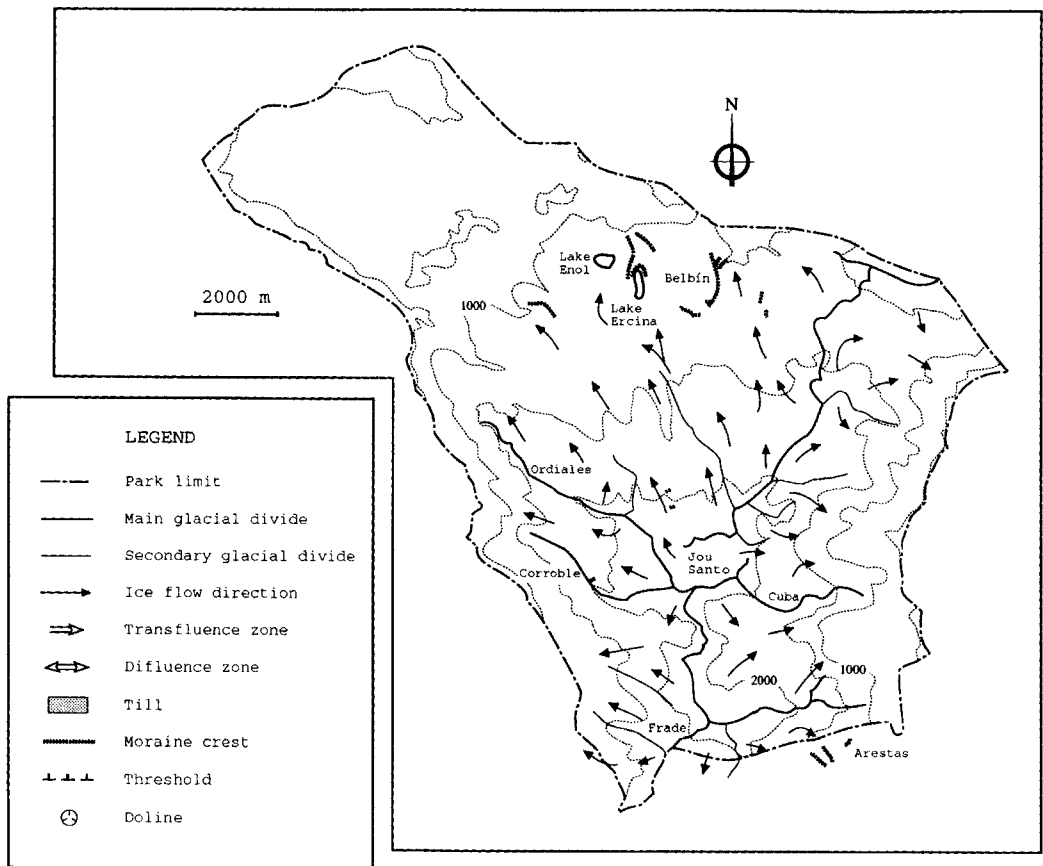 N
Lake
Enol
Belbín
2000 m
1000
Lake
Ercina
Ordiales
Jou
Santo
Corroble
Cuba
1000
2000
Frade
Arestas
LEGEND
Park limit
Main glacial divide
Secondary glacial divide
Ice flow direction
Transfluence zone
Difluence zone
Till
Moraine crest
Threshold
Doline